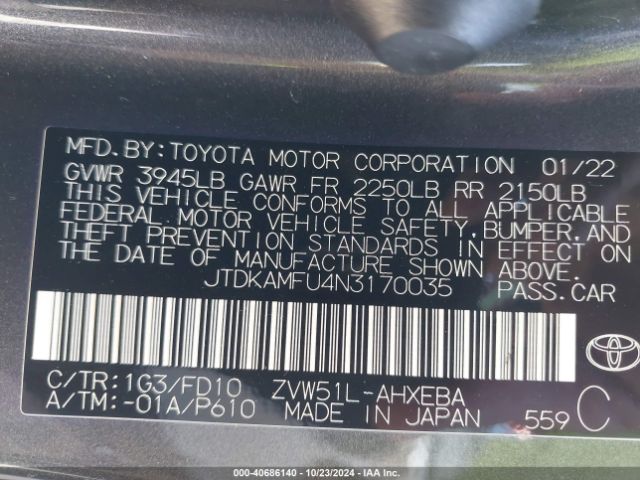 MFD.BY:TOYOTA MOTOR CORPORATION 01/22
GVWR 3945LB GAWR FR 2250LB RR 2150LB
THIS VEHICLE CONFORMS TO ALL APPLICABLE
FEDERAL MOTOR VEHICLE SAFETY,BUMPER,AND
THEFT PREVENTION STANDARDS IN EFFECT ON
THE DATE OF MANUFACTURE SHOWN ABOVE.
JTDKAMFU4N3170035 PASS.CAR
C/TR:1G3/FD10 ZVW51L-AHXEBA
A/TM:-01A/P610 MADE IN JAPAN 559 C
000-40686140 | 10/23/2024 | IAA Inc.